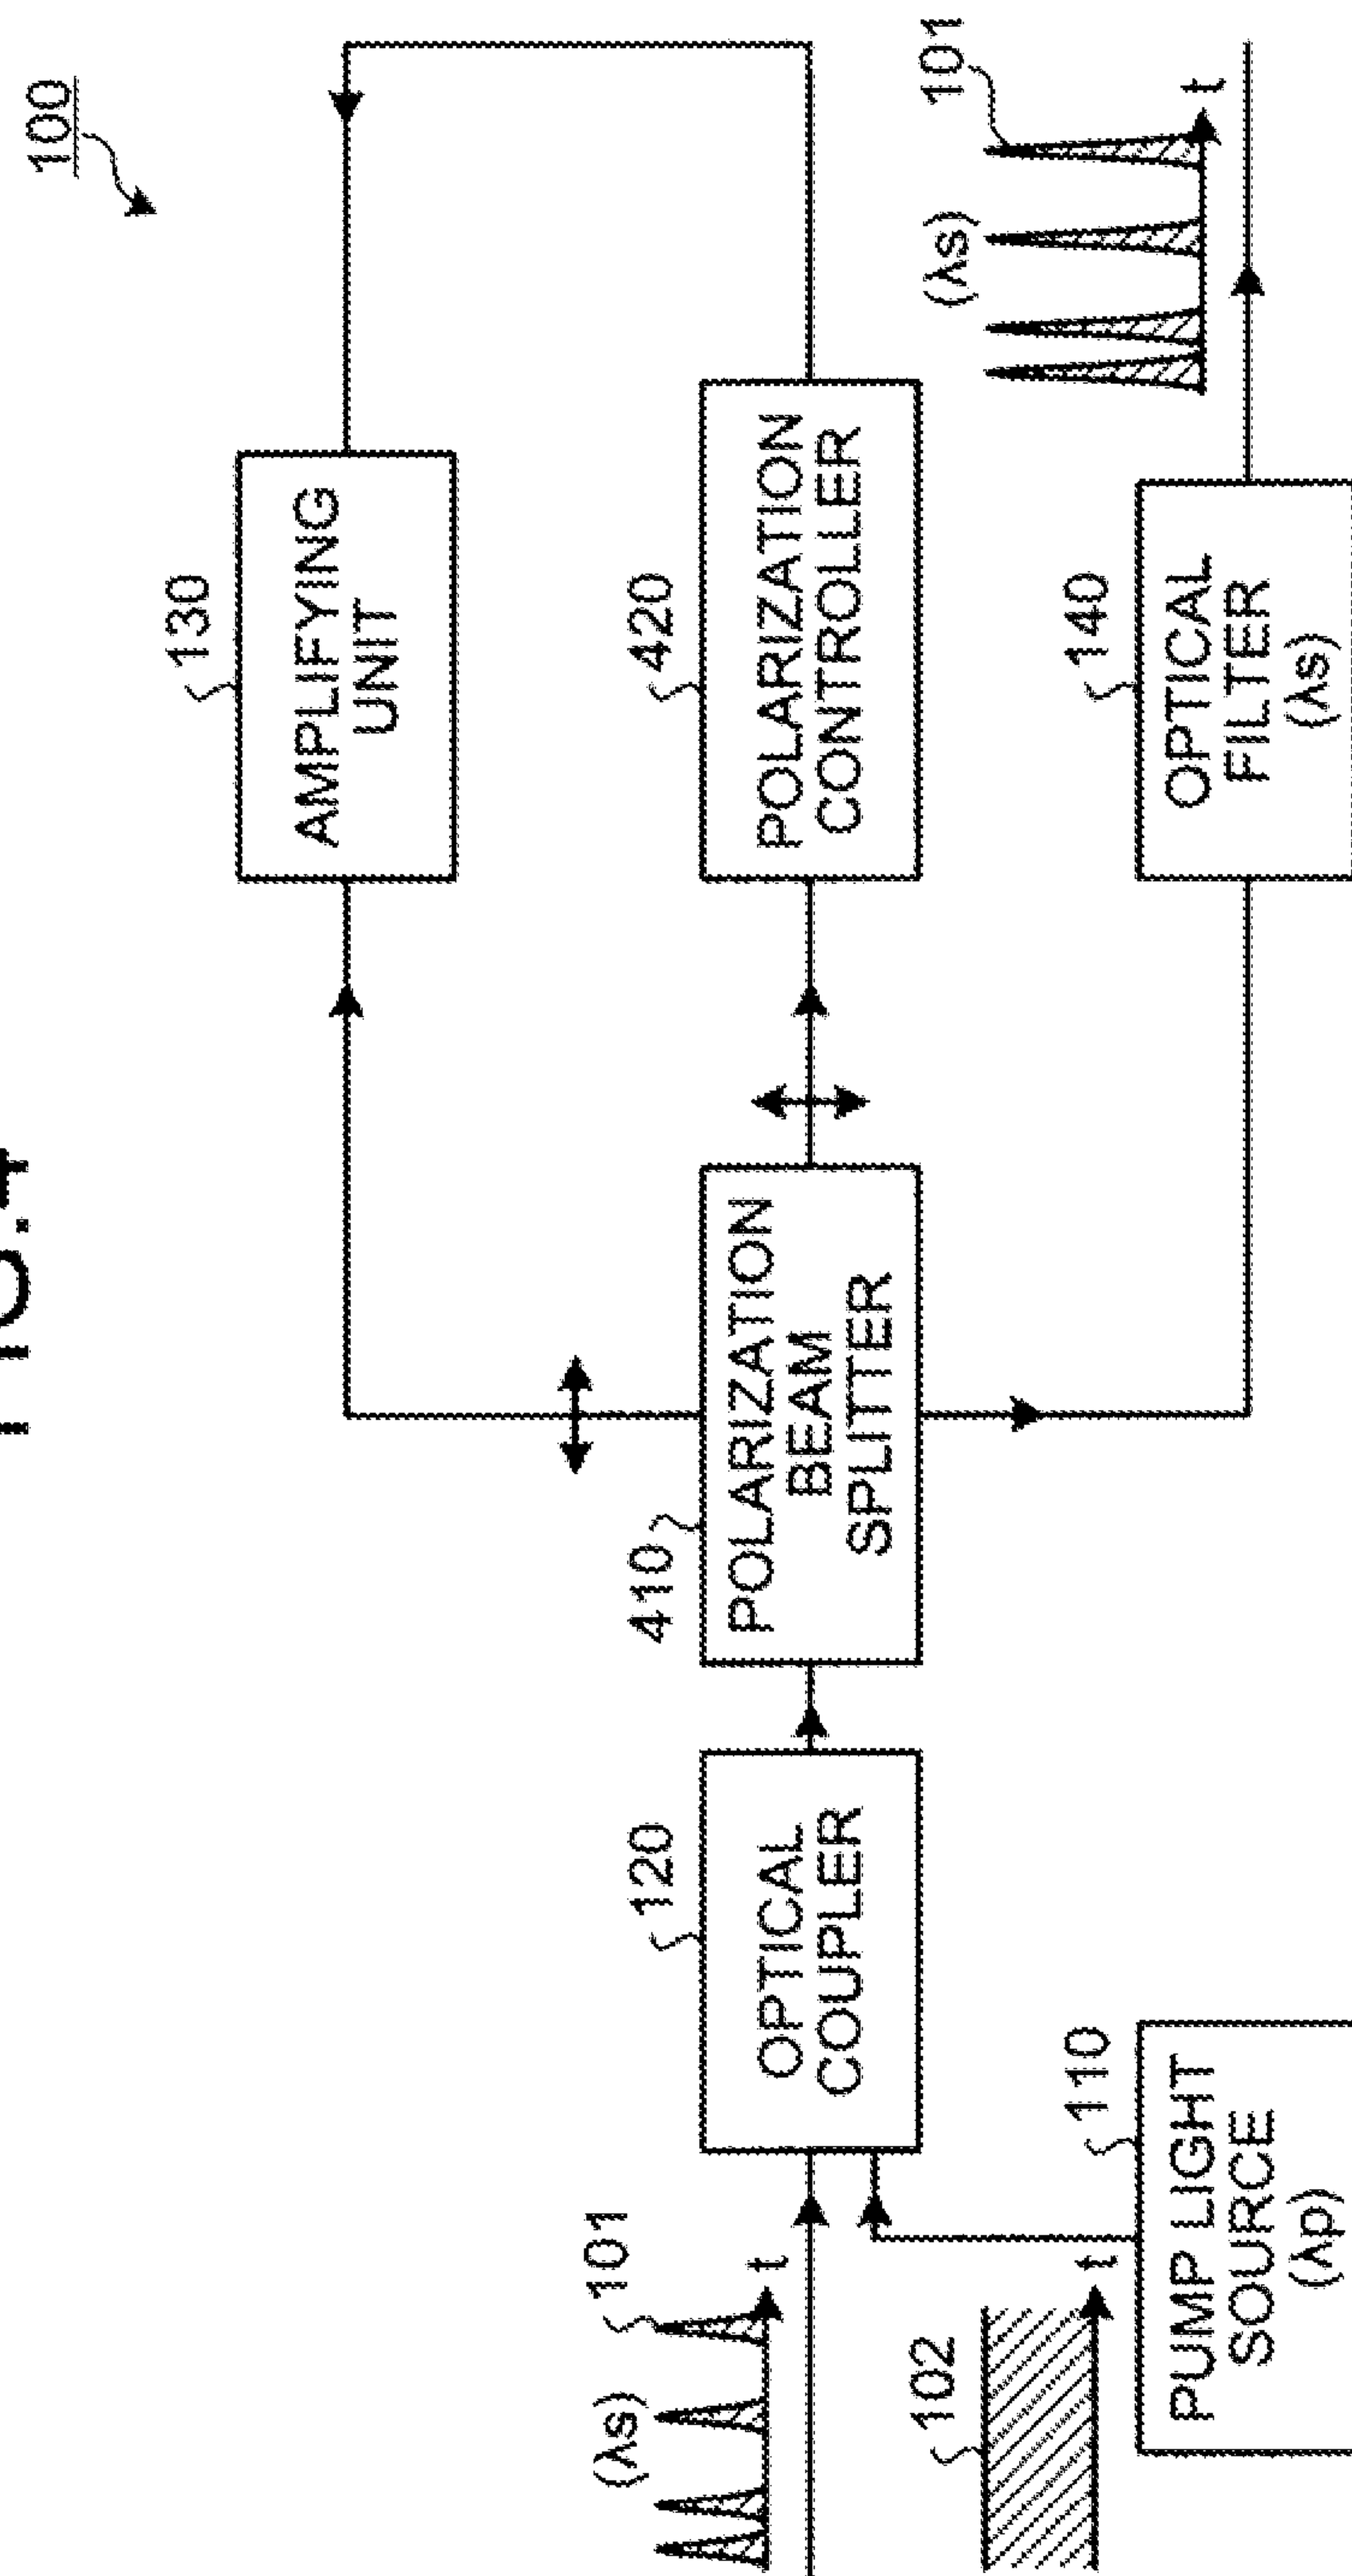 FIG.4
100
130
AMPLIFYING
UNIT
410
POLARIZATION
BEAM
SPLITTER
420
POLARIZATION
CONTROLLER
101
(λs)
t
120
OPTICAL
COUPLER
102
t
110
PUMP LIGHT
SOURCE
(λp)
140
OPTICAL
FILTER
(λs)
(λs)
101
t